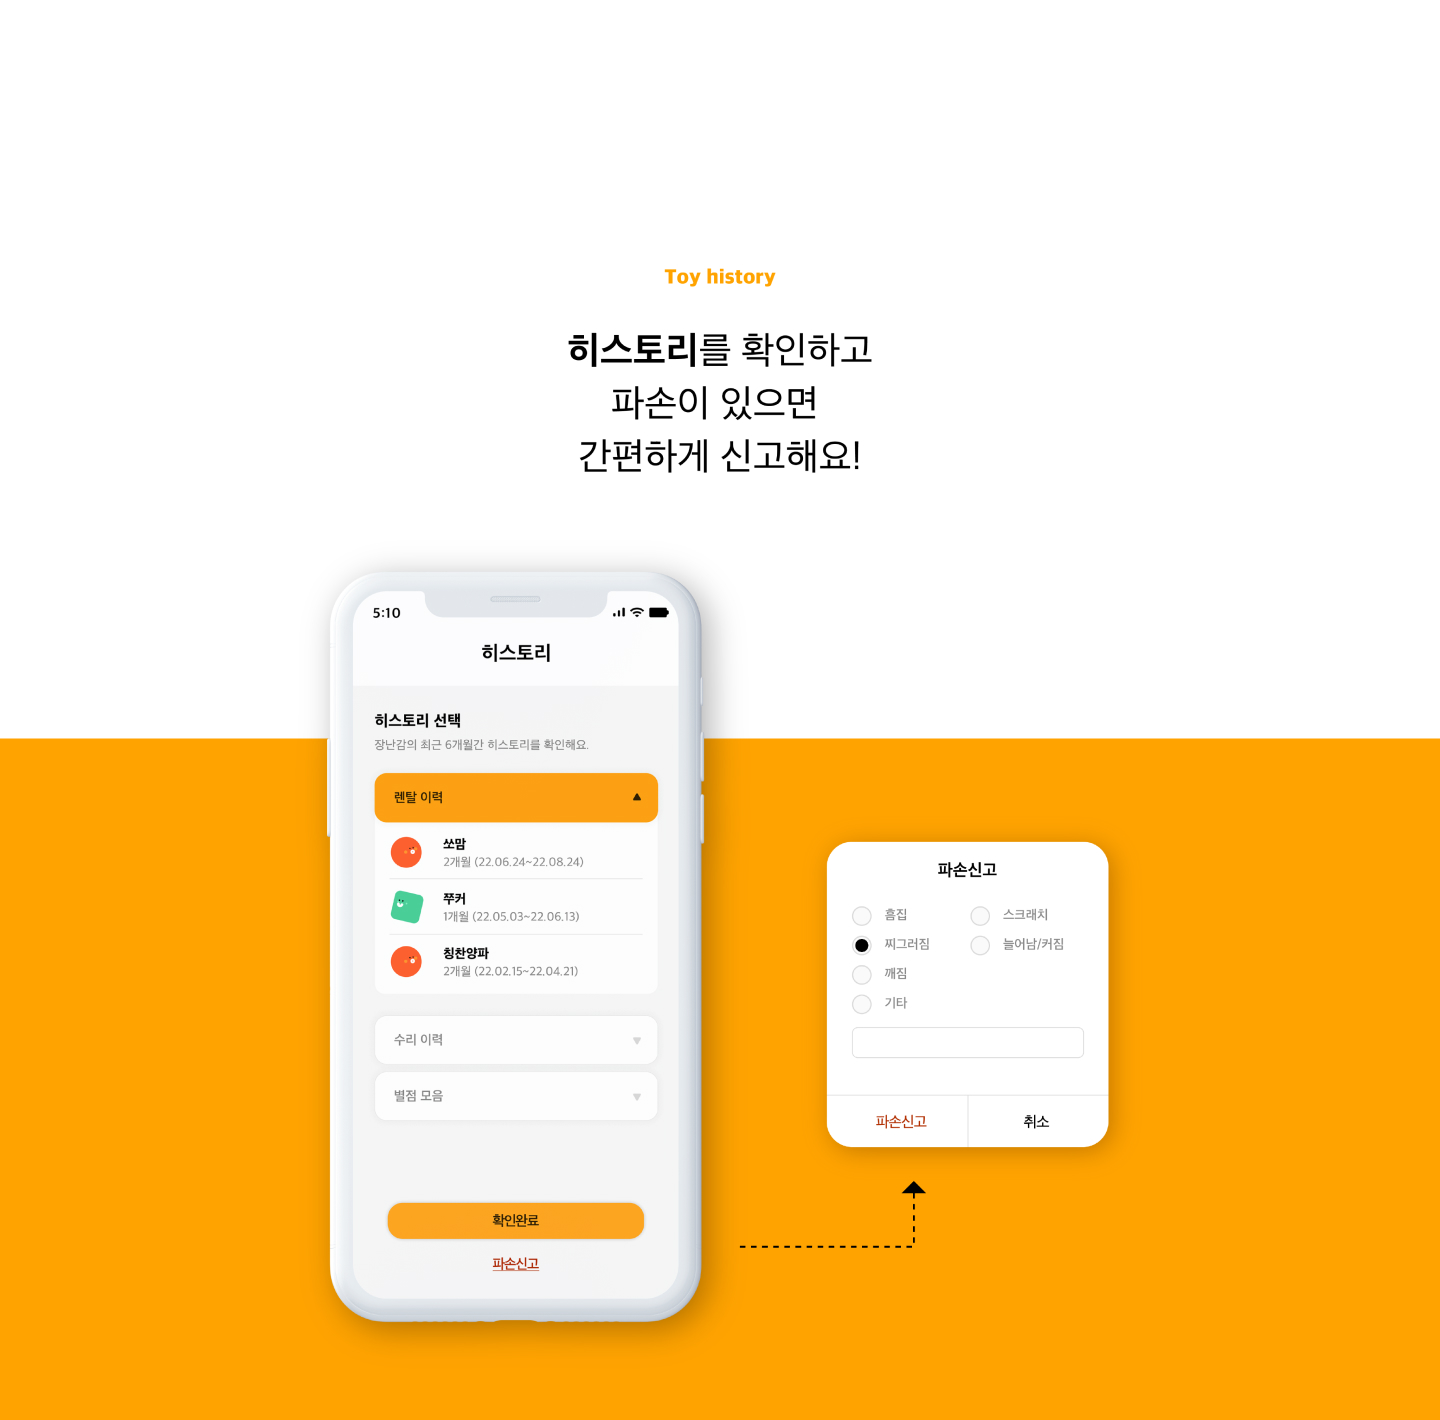 Toy history
히스토리를 확인하고
파손이 있으면
간편하게 신고해요!
5:10
히스토리
히스토리 선택
장난감의 최근 6개월간 히스토리를 확인해요.
렌탈 이력
쏘맘
2개월 (22.06.24~22.08.24)
쭈커
1개월 (22.05.03~22.06.13)
칭찬양파
2개월 (22.02.15~22.04.21)
수리 이력
별점 모음
확인완료
파손신고
파손신고
흠집
스크래치
찌그러짐
늘어남/커짐
깨짐
기타
파손신고
취소